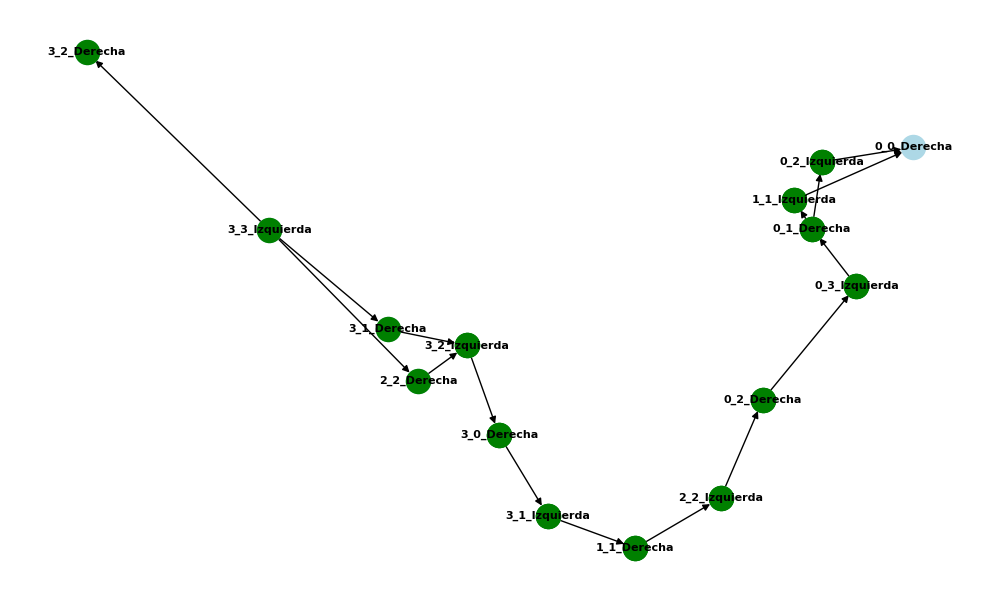 3_2_Derecha
0_0_Derecha
0_2_Izquierda
1_1_Izquierda
0_1_Derecha
3_3_Izquierda
0_3_Izquierda
3_1_Derecha
3_2_Izquierda
2_2_Derecha
0_2_Derecha
3_0_Derecha
2_2_Izquierda
3_1_Izquierda
1_1_Derecha